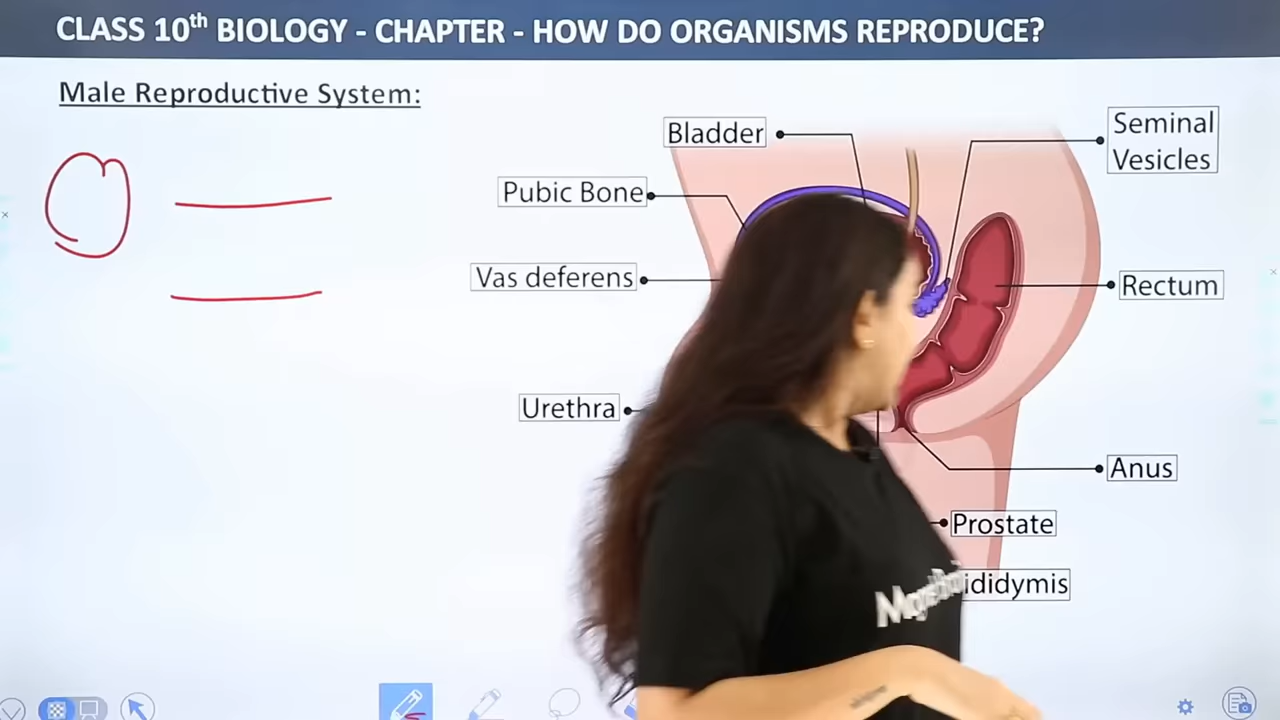 CLASS 10th BIOLOGY - CHAPTER - HOW DO ORGANISMS REPRODUCE?
Male Reproductive System:
Bladder
Seminal
Vesicles
Pubic Bone
Vas deferens
Rectum
Urethra
Anus
Prostate
ididymis